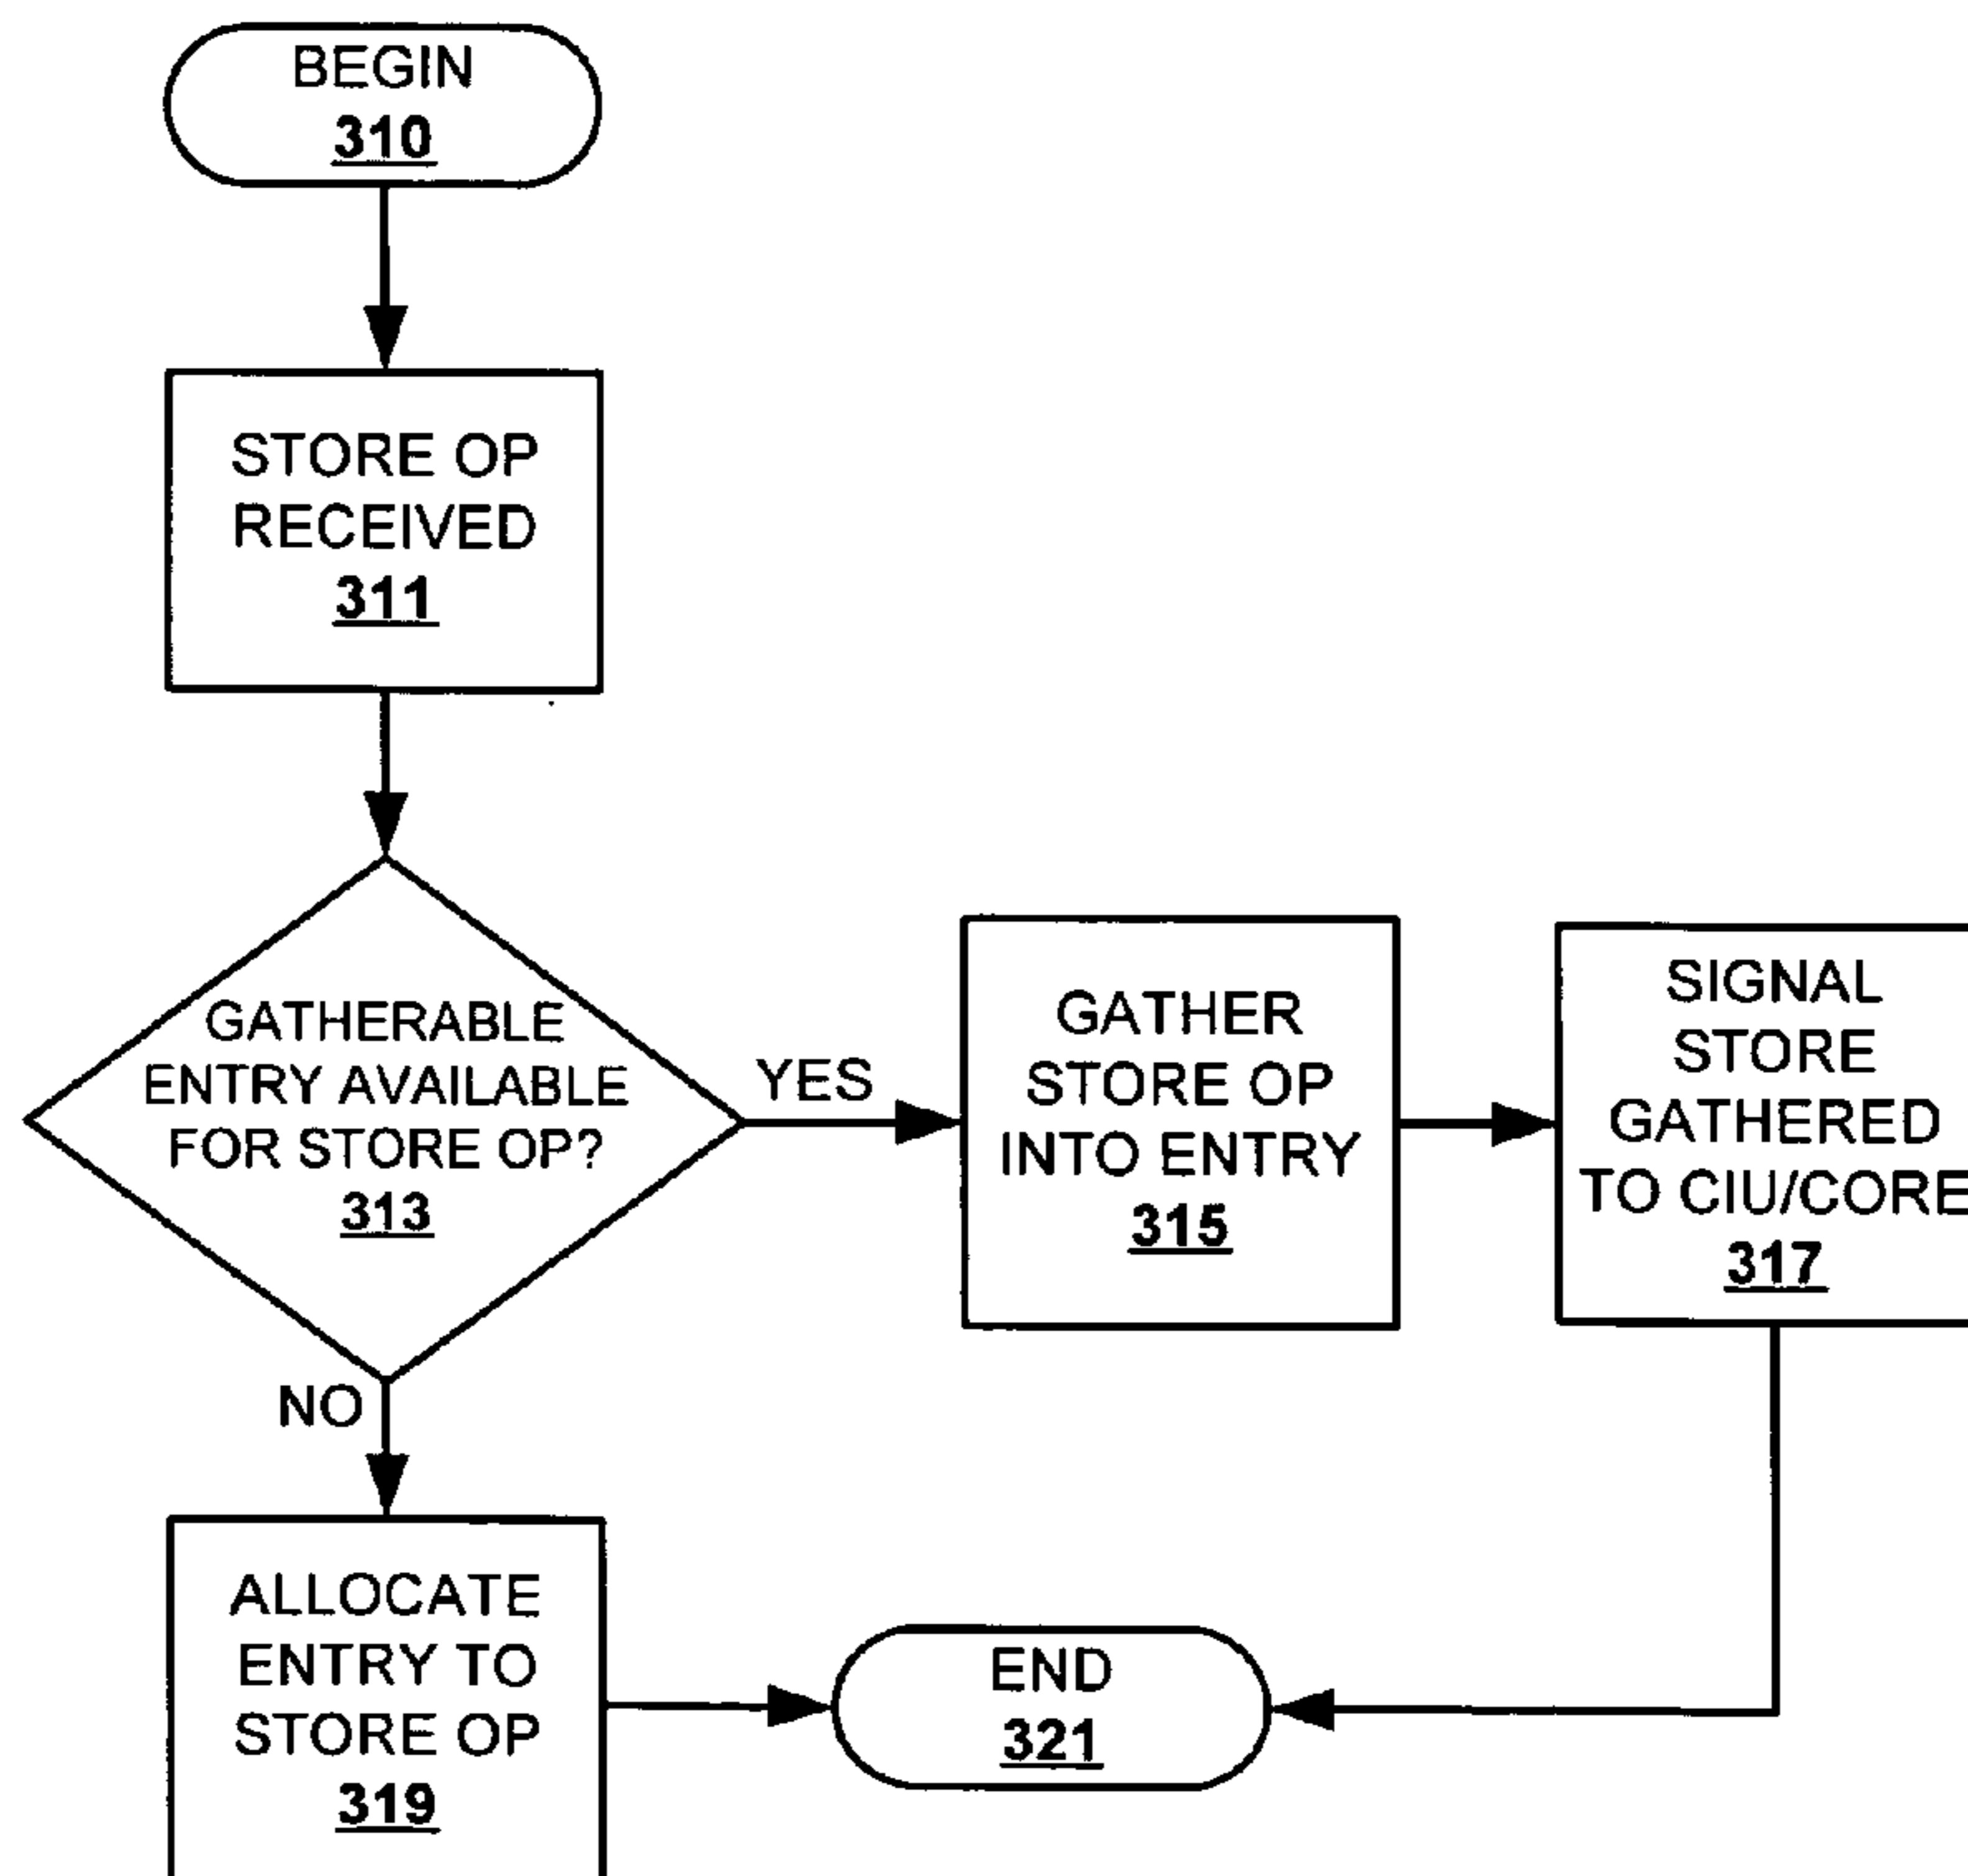 BEGIN
310
STORE OP
RECEIVED
311
GATHERABLE
ENTRY AVAILABLE
FOR STORE OP?
313
YES
GATHER
STORE OP
INTO ENTRY
315
SIGNAL
STORE
GATHERED
TO CIU/CORE
317
NO
ALLOCATE
ENTRY TO
STORE OP
319
END
321